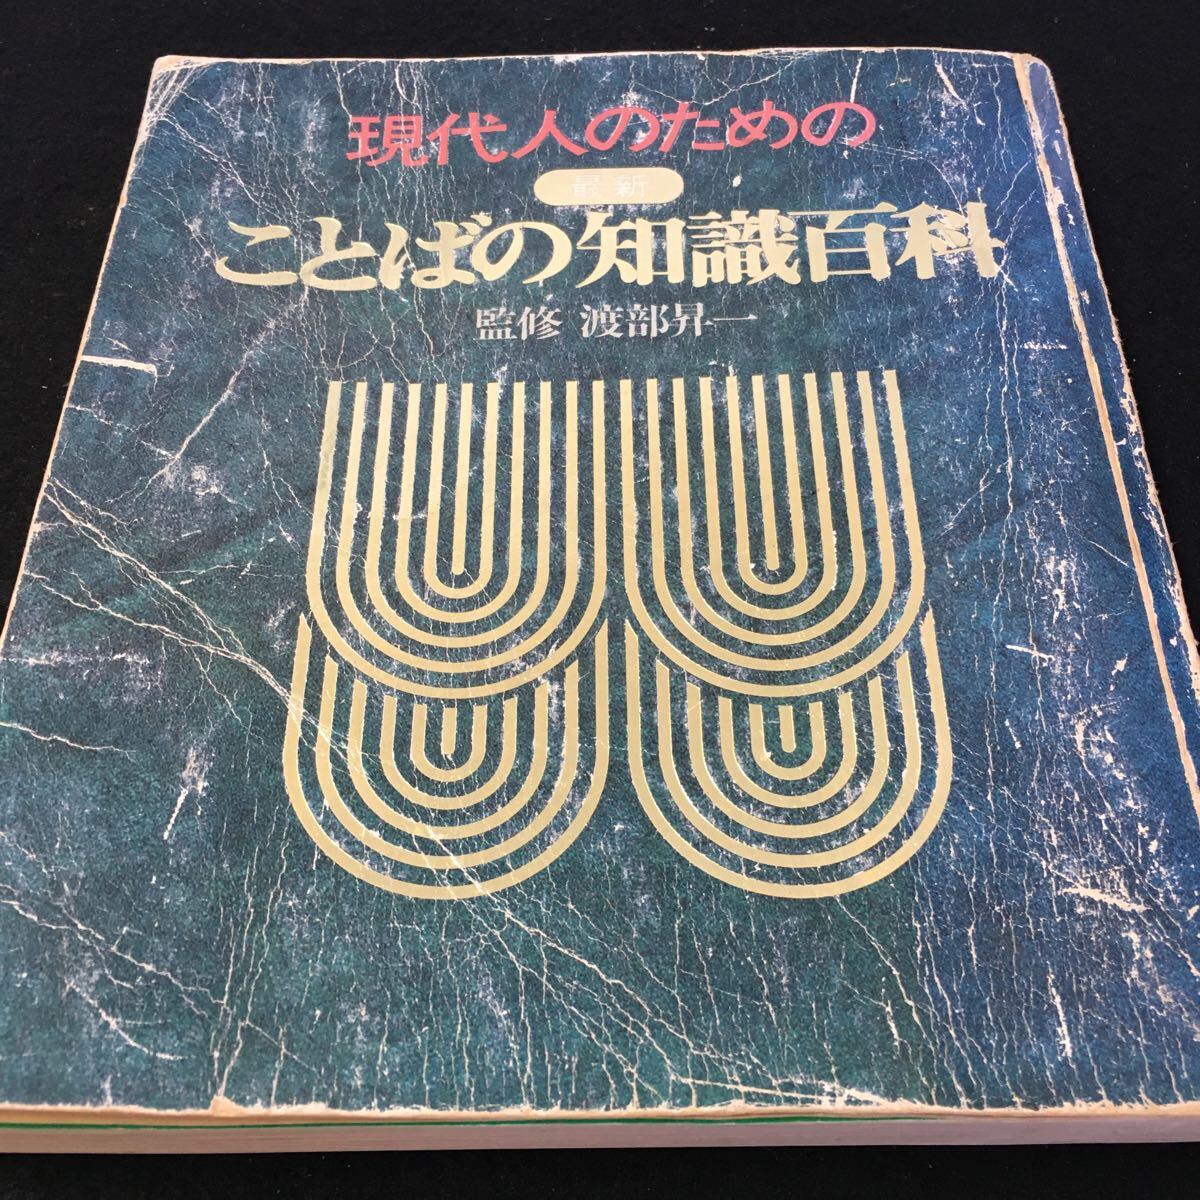 現代人のための
最新
ことばの知識百科
監修 渡部昇一